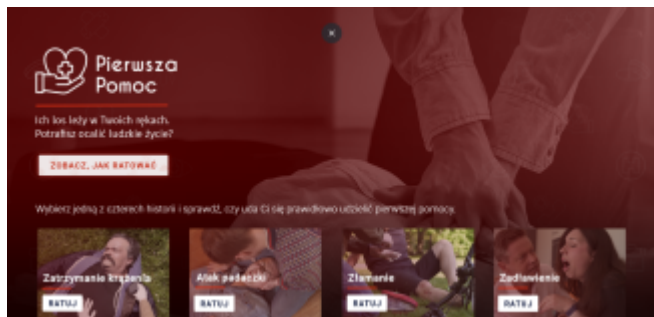 Pierwsza
Pomoc
Ich los leży w Twoich rękach.
Potrafisz ocalić ludzkie życie?
ZOBACZ, JAK RATOWAĆ
Wybierz jedną z czterech historii i sprawdź, czy uda Ci się prawidłowo udzielić pierwszej pomocy.
Zatrzymanie krążenia
Atak padaczki
Złamanie
Zadławienie
RATUJ
RATUJ
RATUJ
RATUJ